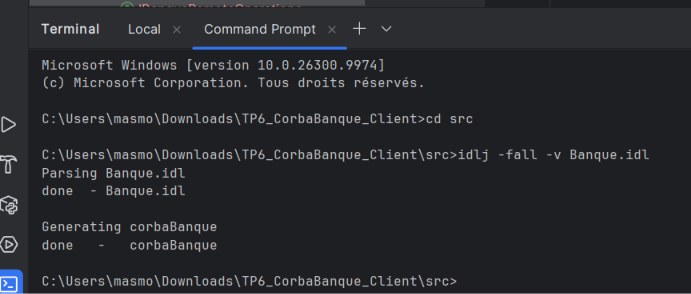 IBanqueRemoteOperations
Terminal Local × Command Prompt ×
Microsoft Windows [version 10.0.26300.9974]
(c) Microsoft Corporation. Tous droits réservés.
C:\Users\masmo\Downloads\TP6_CorbaBanque_Client>cd src
C:\Users\masmo\Downloads\TP6_CorbaBanque_Client\src>idlj -fall -v Banque.idl
Parsing Banque.idl
done - Banque.idl
Generating corbaBanque
done - corbaBanque
C:\Users\masmo\Downloads\TP6_CorbaBanque_Client\src>